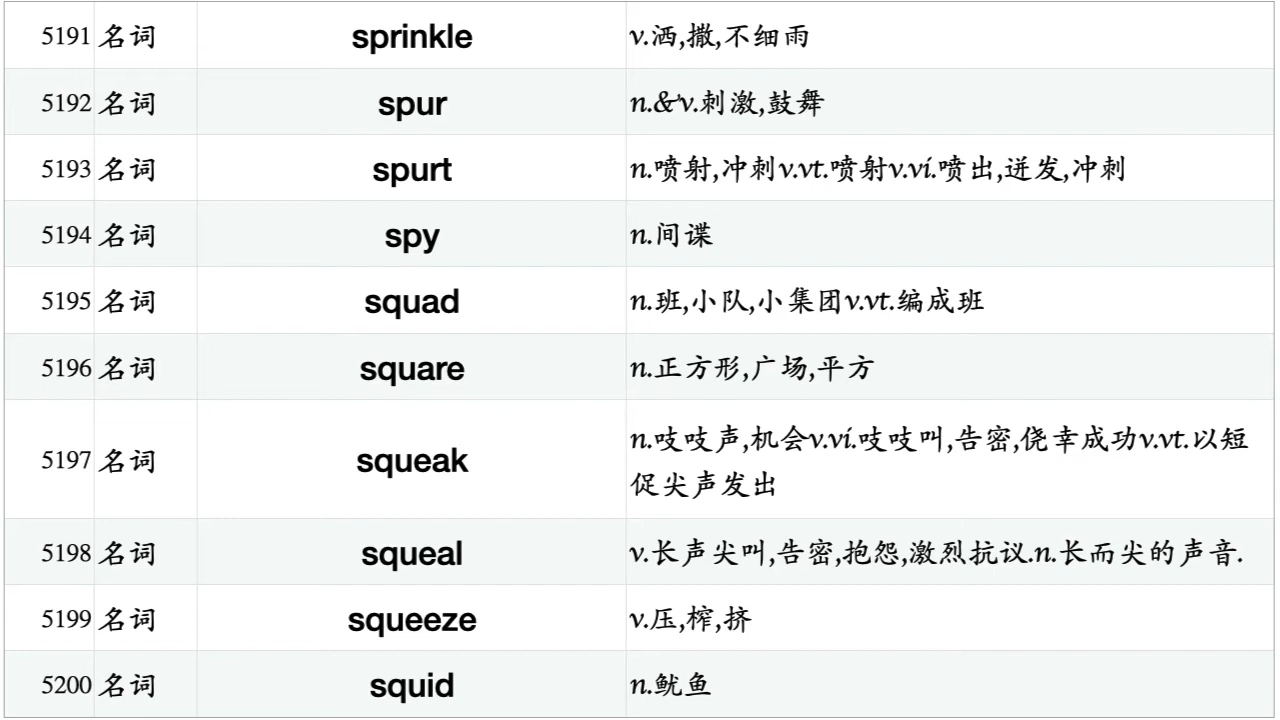 5191 名词 sprinkle v.洒,撒,不细雨
5192 名词 spur n.&v.刺激,鼓舞
5193 名词 spurt n.喷射,冲刺v.vt.喷射v.ví.喷出,迸发,冲刺
5194 名词 spy n.间谍
5195 名词 squad n.班,小队,小集团v.vt.编成班
5196 名词 square n.正方形,广场,平方
5197 名词 squeak n.吱吱声,机会v.ví.吱吱叫,告密,侥幸成功v.vt.以短
促尖声发出
5198 名词 squeal v.长声尖叫,告密,抱怨,激烈抗议.n.长而尖的声音.
5199 名词 squeeze v.压,榨,挤
5200 名词 squid n.鱿鱼